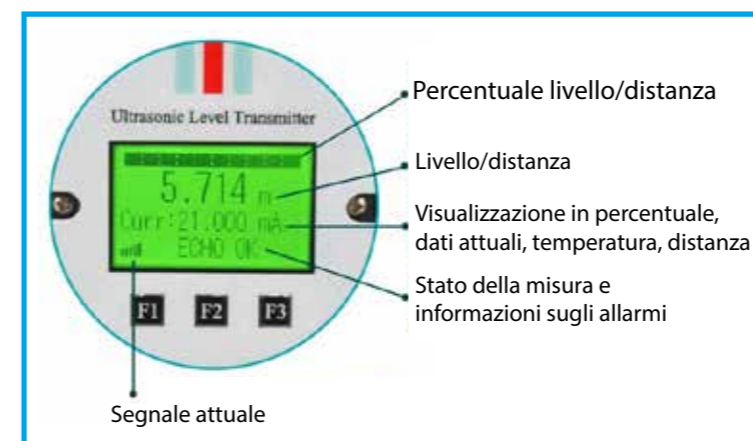 Ultrasonic Level Transmitter
5.714 m
Curr:21.000 mA
ECHO OK
F1 F2 F3
Percentuale livello/distanza
Livello/distanza
Visualizzazione in percentuale,
dati attuali, temperatura, distanza
Stato della misura e
informazioni sugli allarmi
Segnale attuale